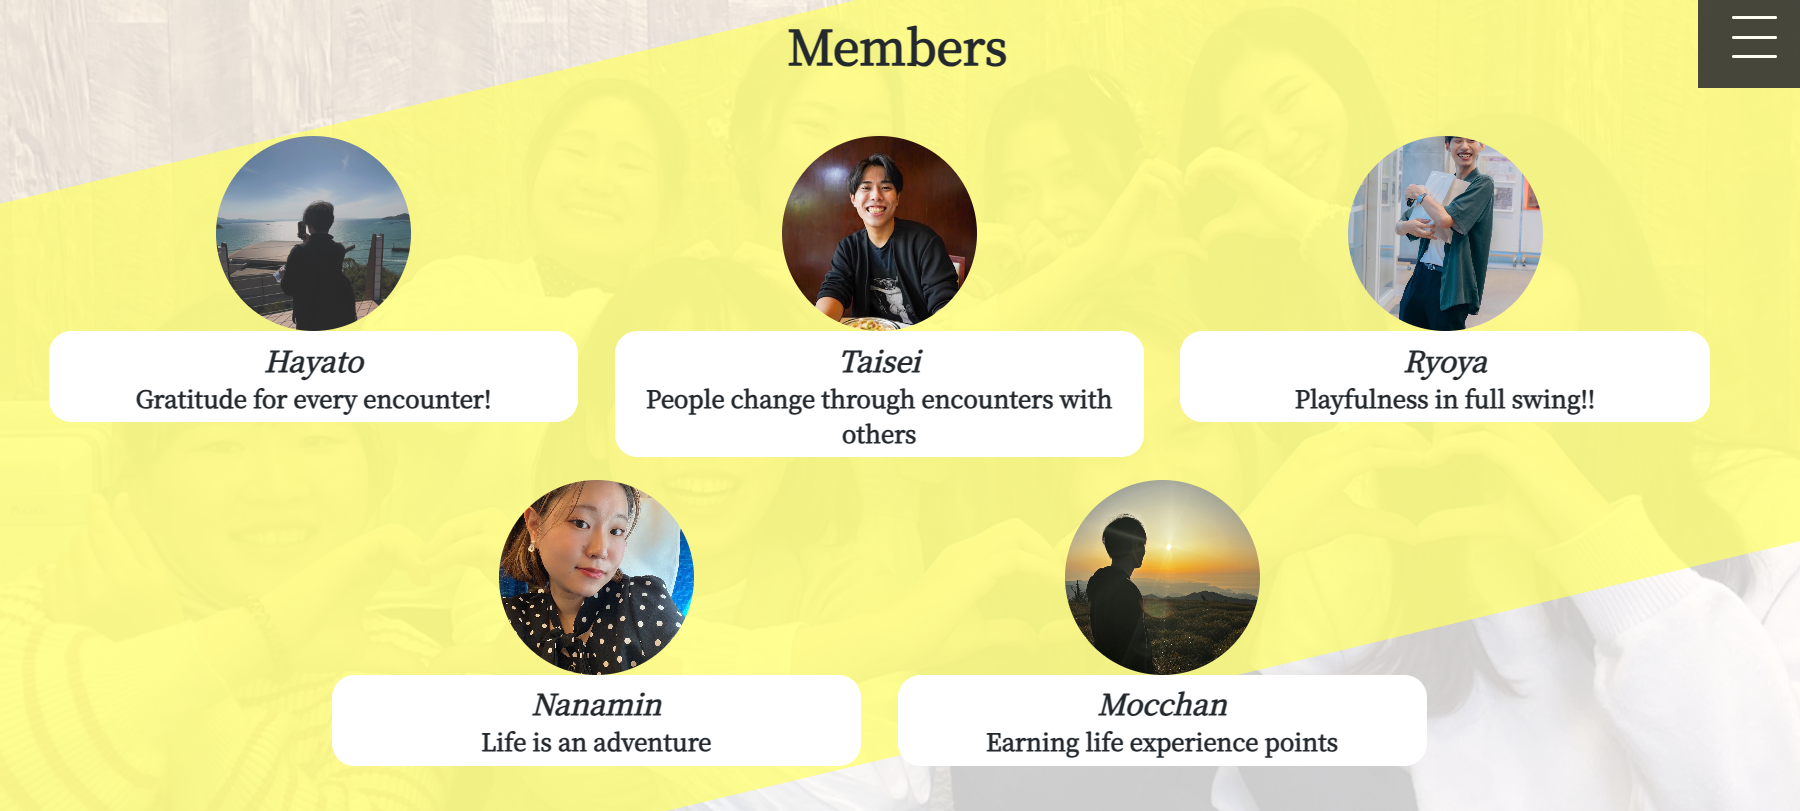 Members
Hayato
Gratitude for every encounter!
Taisei
People change through encounters with
others
Ryoya
Playfulness in full swing!!
Nanamin
Life is an adventure
Mocchan
Earning life experience points